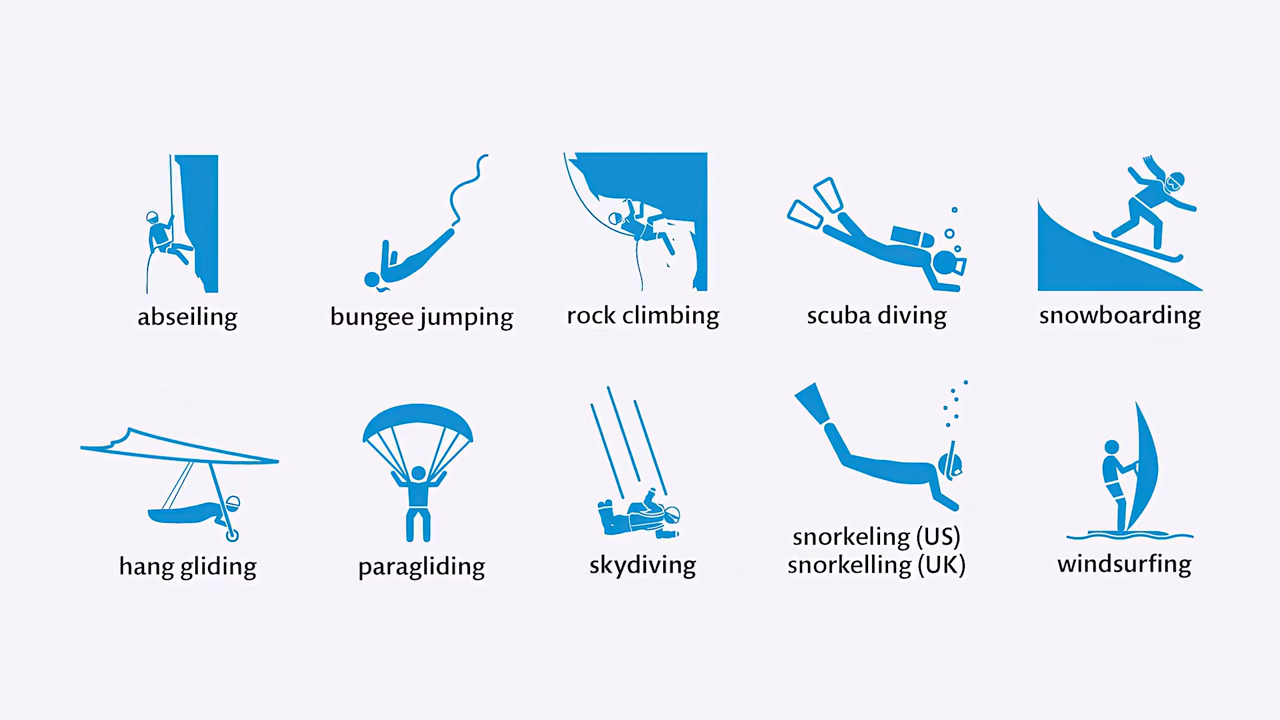 abseiling
bungee jumping
rock climbing
scuba diving
snowboarding
hang gliding
paragliding
skydiving
snorkeling (US)
snorkelling (UK)
windsurfing